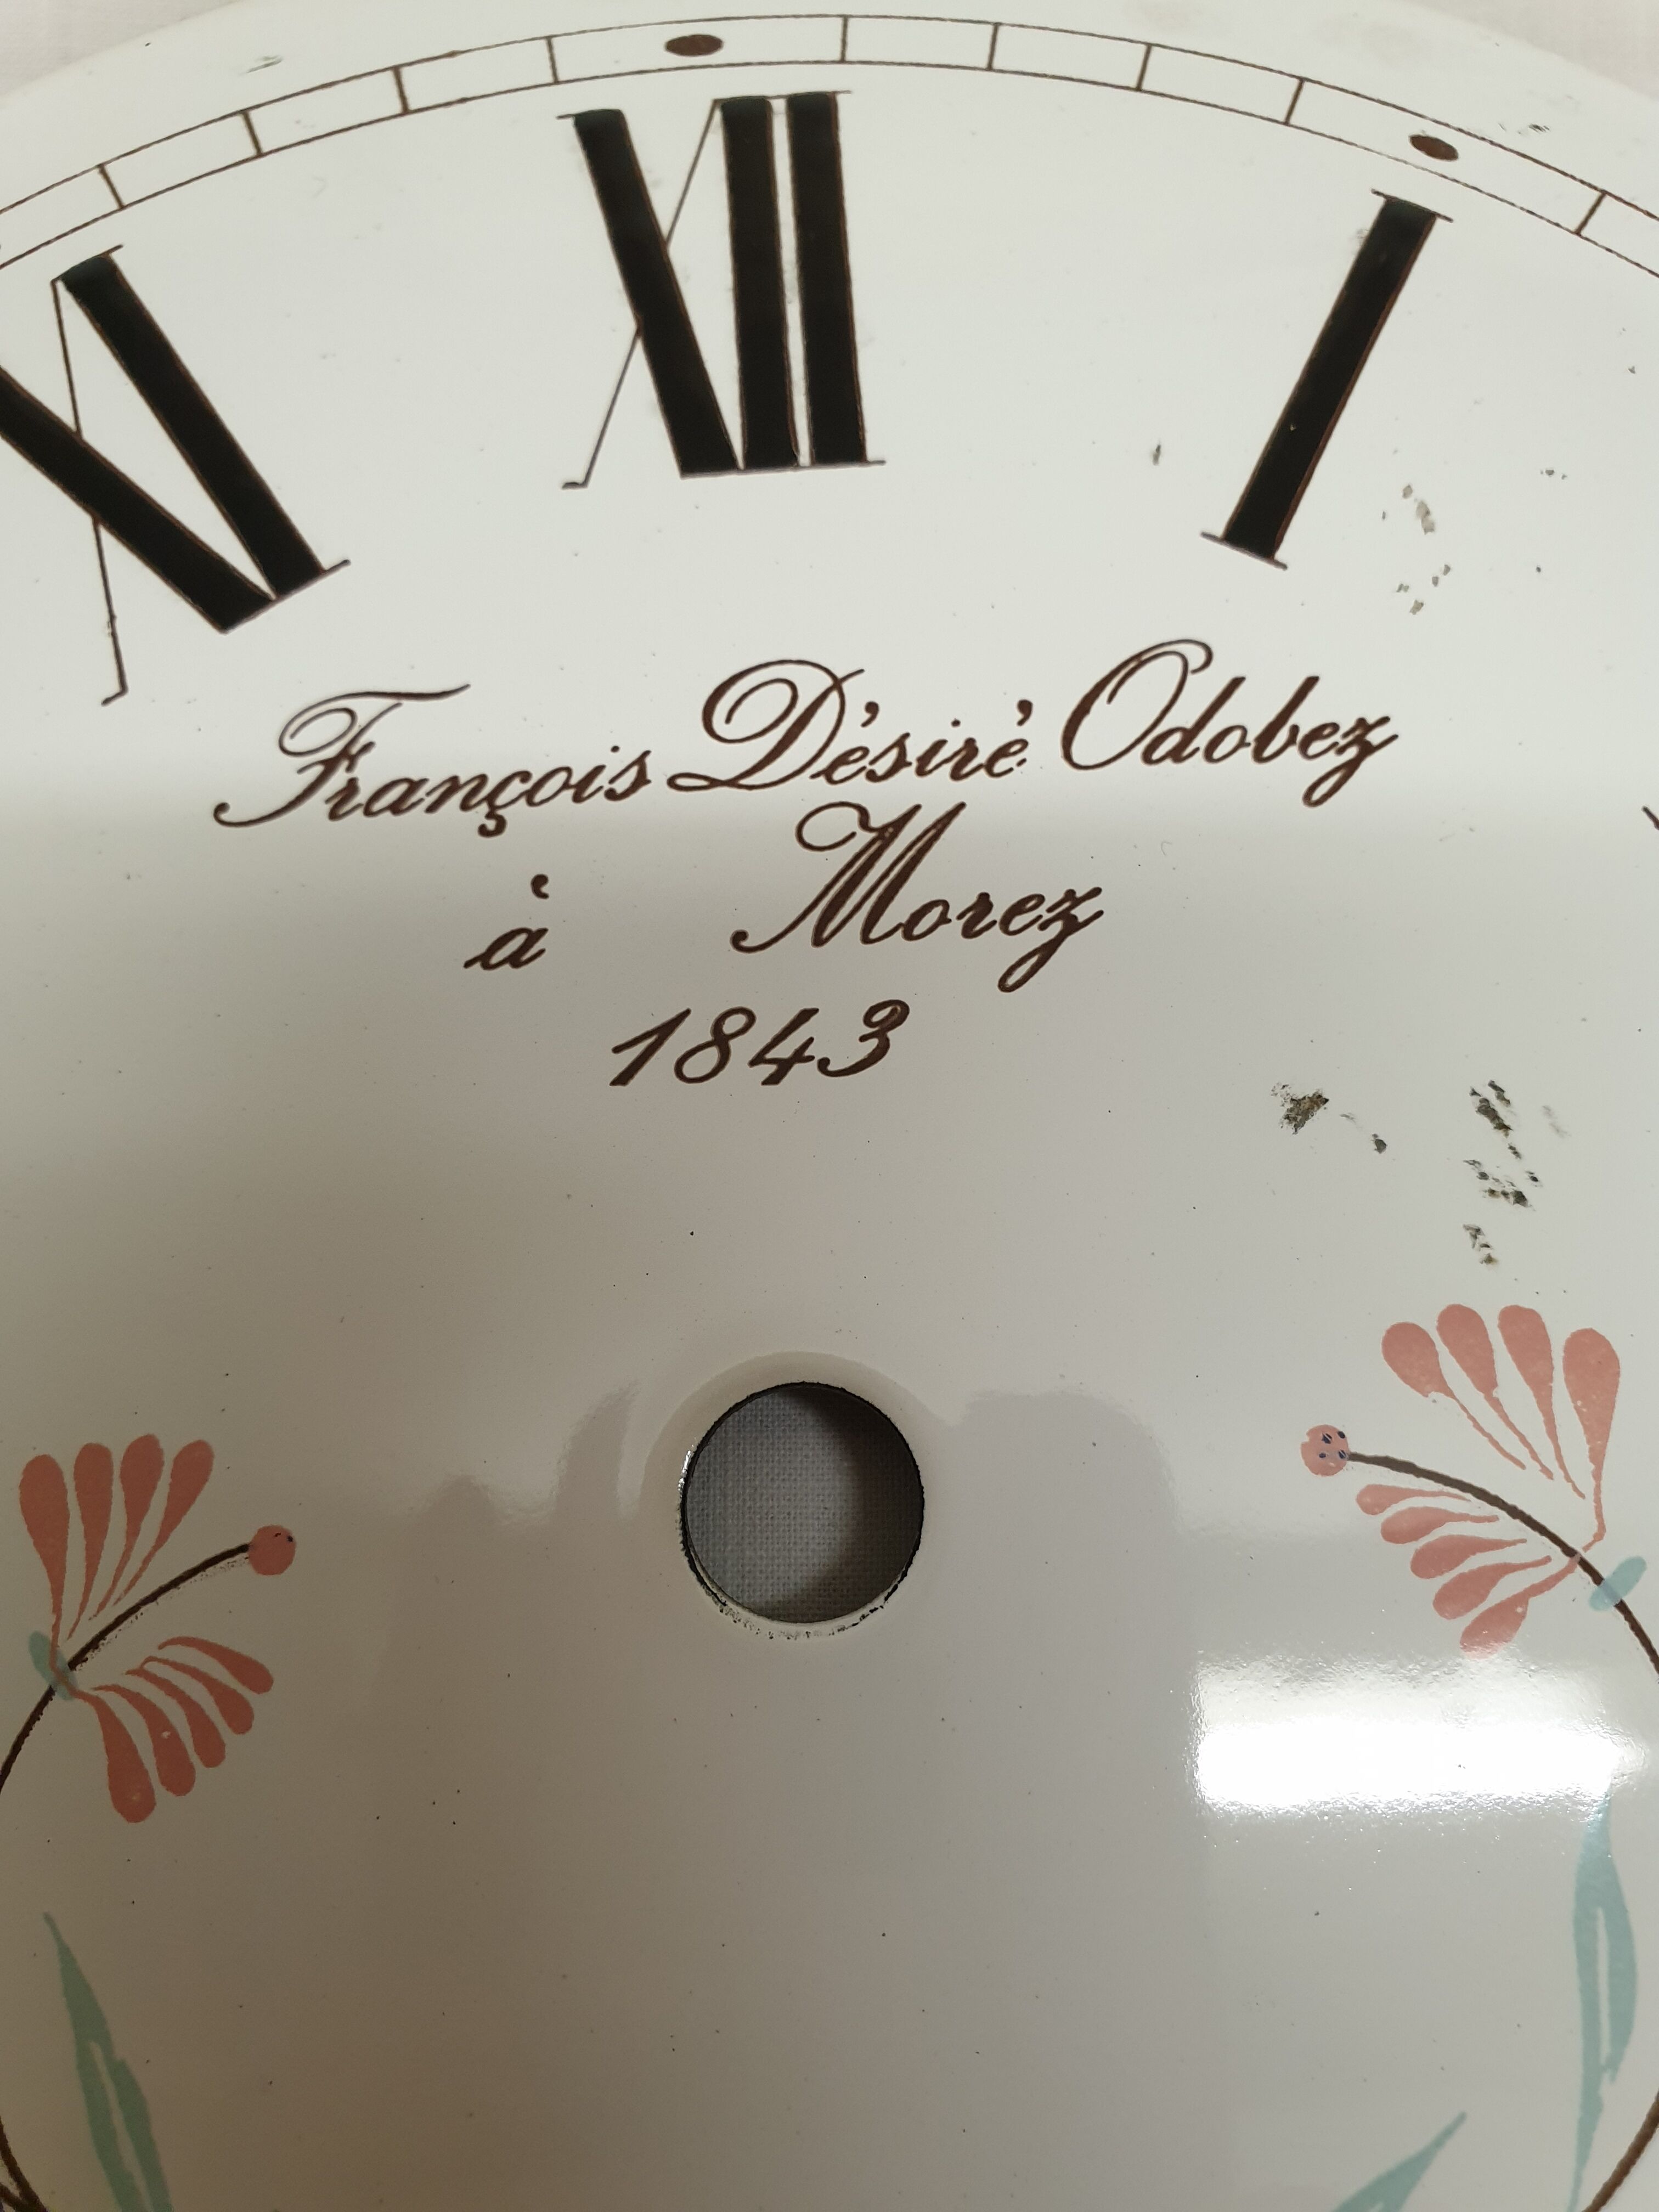 XI XII I
François Désiré Odobez
à Morez
1843